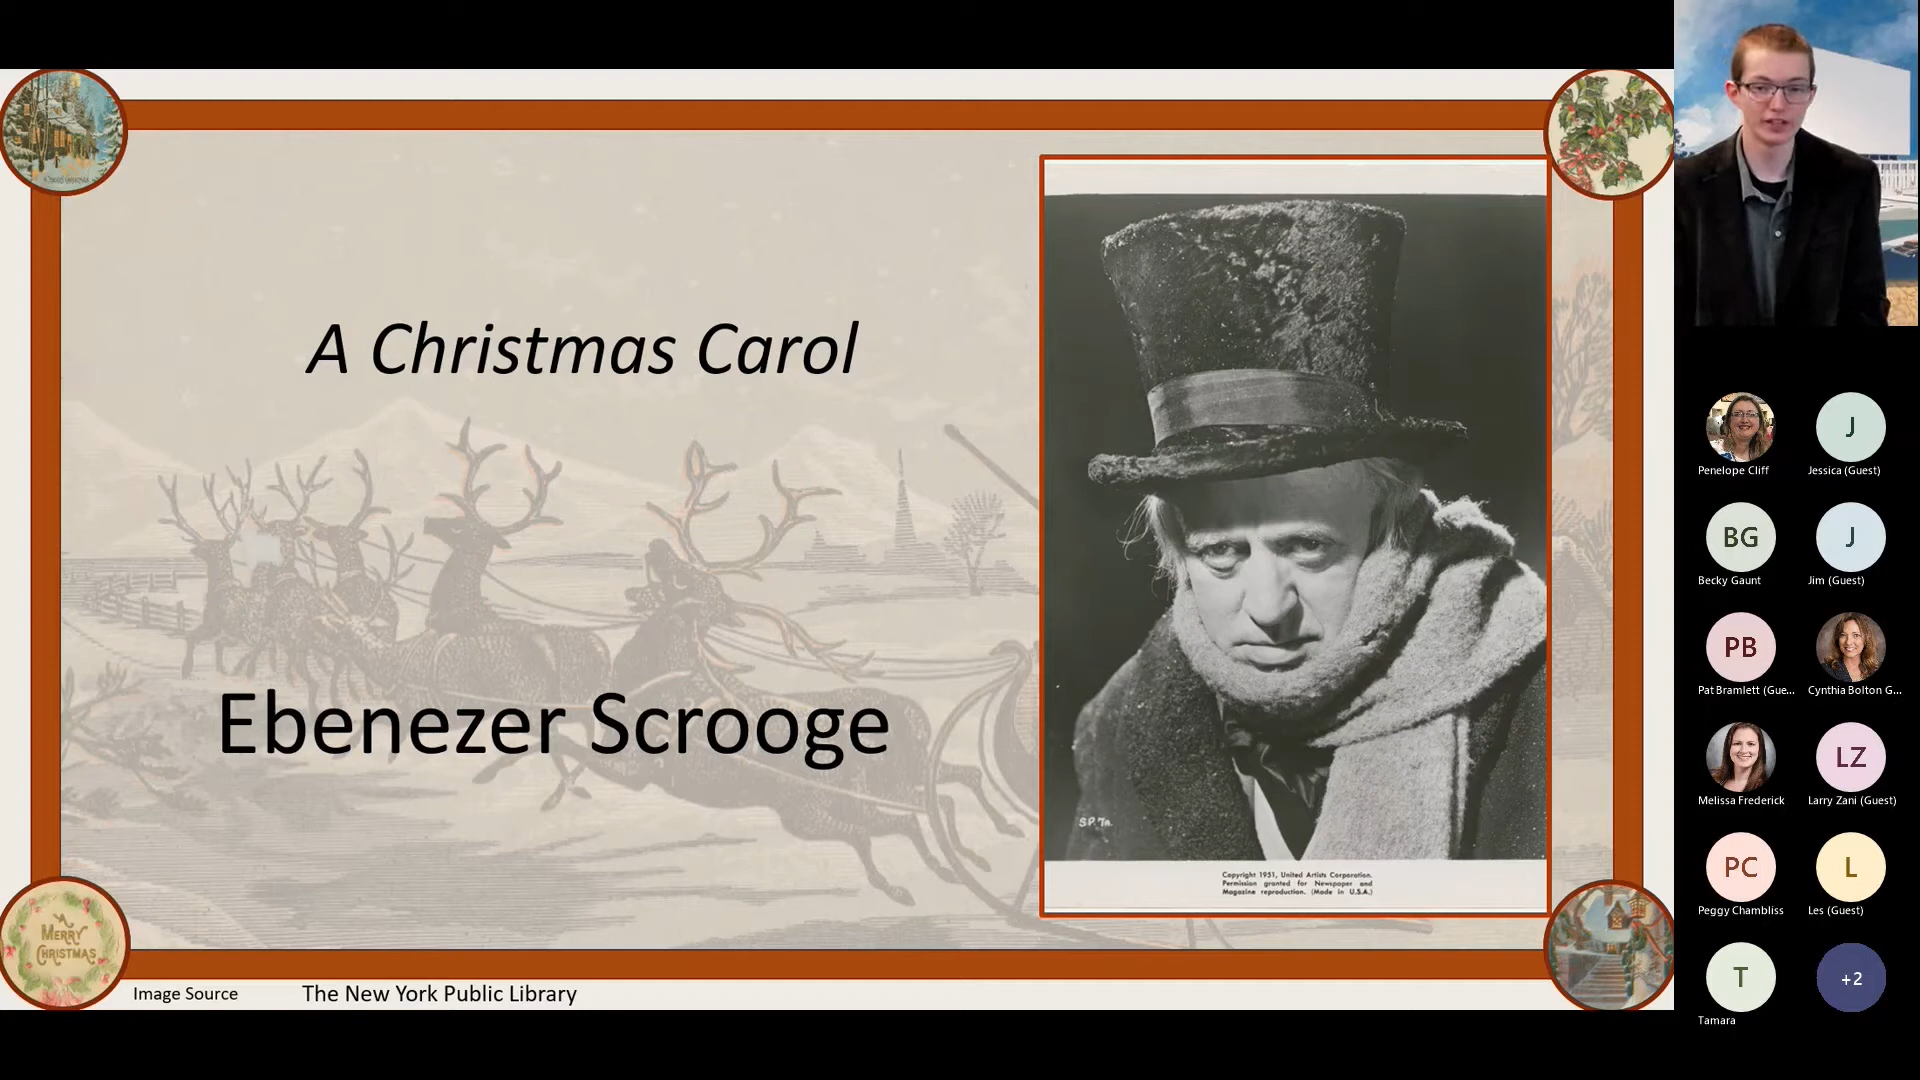 A Christmas Carol
Ebenezer Scrooge
S.P. 7a.
Copyright 1951, United Artists Corporation.
Permission granted for Newspaper and
Magazine reproduction. (Made in U.S.A.)
A
MERRY
CHRISTMAS
Image Source
The New York Public Library
Penelope Cliff
J
Jessica (Guest)
BG
Becky Gaunt
J
Jim (Guest)
PB
Pat Bramlett (Gue...
Cynthia Bolton G...
Melissa Frederick
LZ
Larry Zani (Guest)
PC
Peggy Chambliss
L
Les (Guest)
T
Tamara
+2